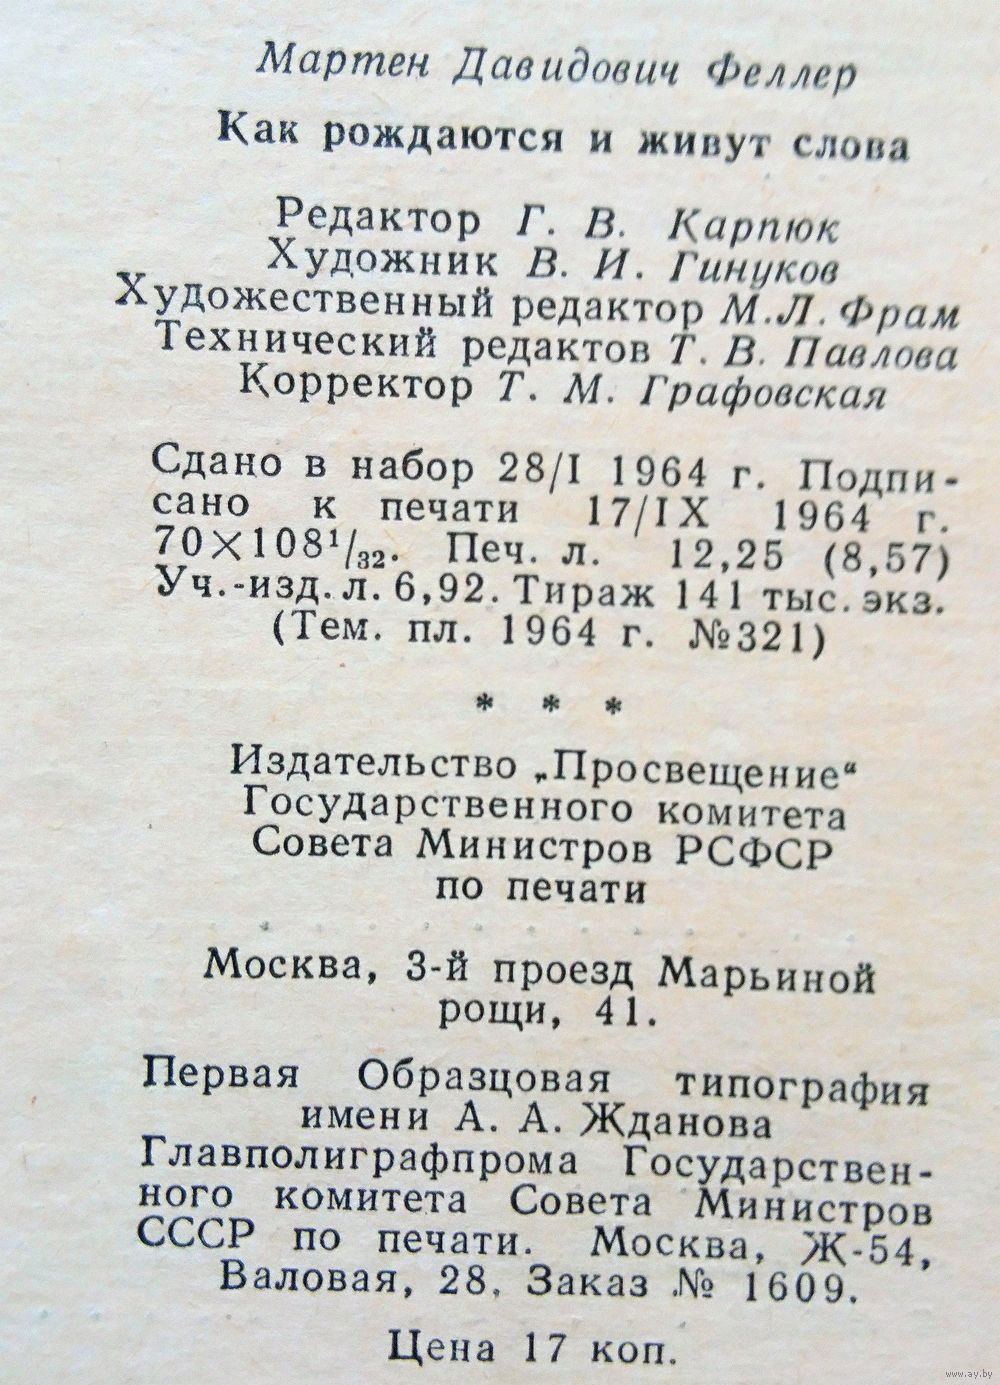 Мартен Давидович Феллер
Как рождаются и живут слова
Редактор Г. В. Карпюк
Художник В. И. Гинуков
Художественный редактор М.Л. Фрам
Технический редактов Т. В. Павлова
Корректор Т. М. Графовская
Сдано в набор 28/I 1964 г. Подпи-
сано к печати 17/IX 1964 г.
70×108¹/₃₂. Печ. л. 12,25 (8,57)
Уч.-изд. л. 6,92. Тираж 141 тыс. экз.
(Тем. пл. 1964 г. №321)
* * *
Издательство „Просвещение“
Государственного комитета
Совета Министров РСФСР
по печати
Москва, 3-й проезд Марьиной
рощи, 41.
Первая Образцовая типография
имени А. А. Жданова
Главполиграфпрома Государствен-
ного комитета Совета Министров
СССР по печати. Москва, Ж-54,
Валовая, 28. Заказ № 1609.
Цена 17 коп.
www.ay.by